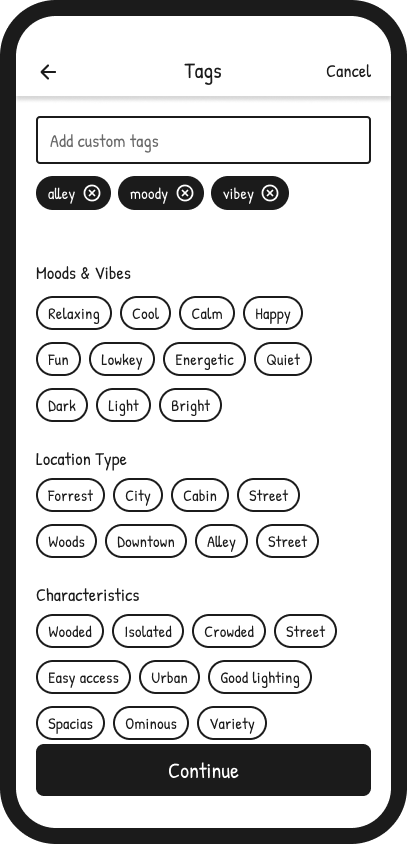 Tags Cancel
Add custom tags
alley moody vibey
Moods & Vibes
Relaxing Cool Calm Happy
Fun Lowkey Energetic Quiet
Dark Light Bright
Location Type
Forrest City Cabin Street
Woods Downtown Alley Street
Characteristics
Wooded Isolated Crowded Street
Easy access Urban Good lighting
Spacias Ominous Variety
Continue